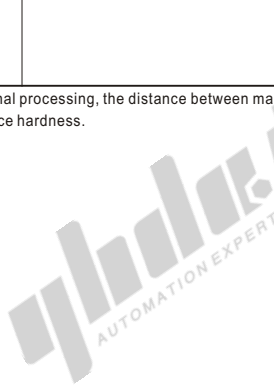 nal processing, the distance between ma
ce hardness.
AUTOMATION EXPERT